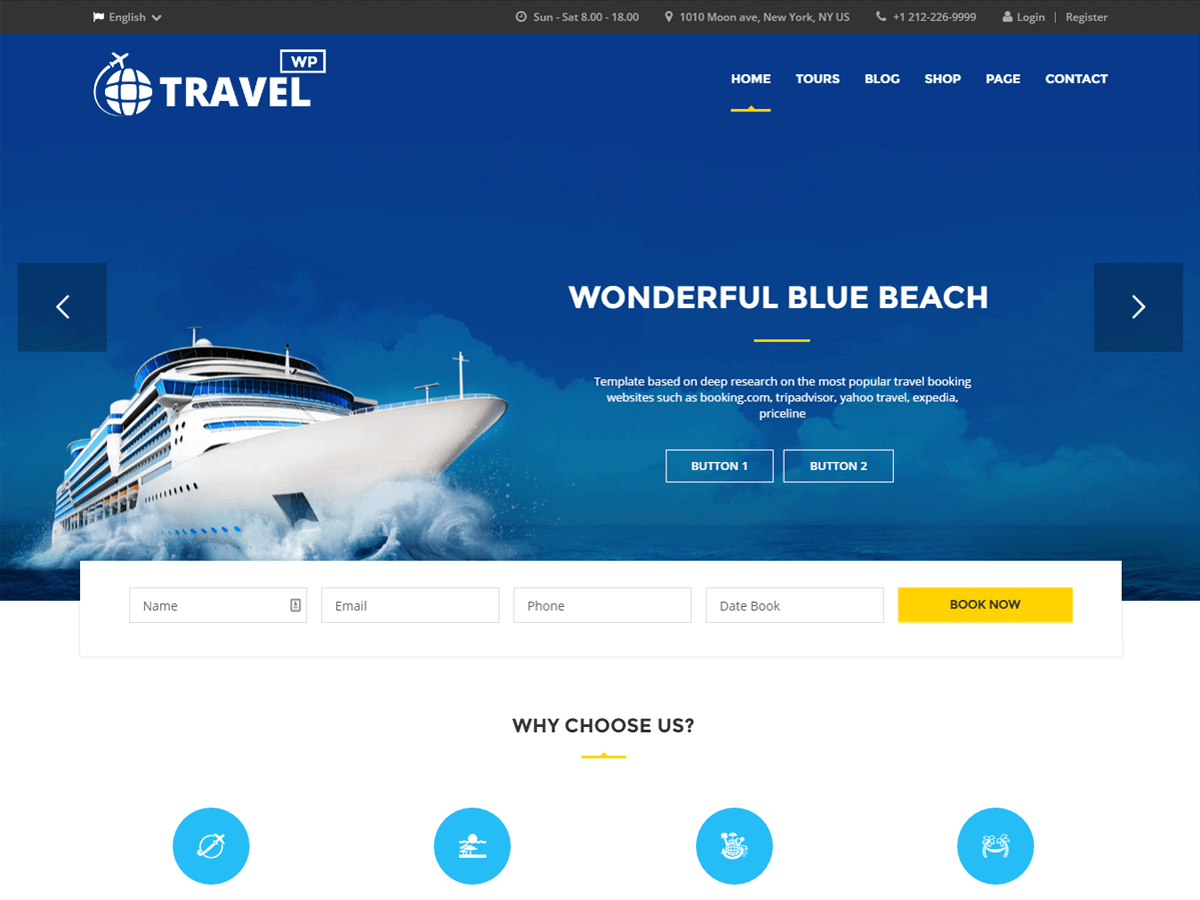 English
Sun - Sat 8.00 - 18.00
1010 Moon ave, New York, NY US
+1 212-226-9999
Login | Register
WP
TRAVEL
HOME
TOURS
BLOG
SHOP
PAGE
CONTACT
WONDERFUL BLUE BEACH
Template based on deep research on the most popular travel booking
websites such as booking.com, tripadvisor, yahoo travel, expedia,
priceline
BUTTON 1
BUTTON 2
Name
Email
Phone
Date Book
BOOK NOW
WHY CHOOSE US?